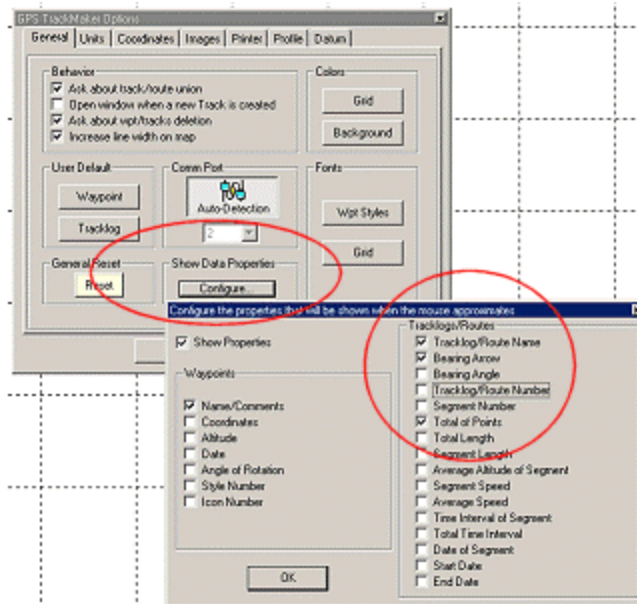 GPS TrackMaker Options
General Units Coordinates Images Printer Profile Datum
Behavior
Ask about track/route union
Open window when a new Track is created
Ask about wpt/tracks deletion
Increase line width on map
Colors
Grid
Background
User Default
Waypoint
Tracklog
Comm Port
Auto-Detection
2
Fonts
Wpt Styles
Grid
General Reset
Reset
Show Data Properties
Configure...
Configure the properties that will be shown when the mouse approximates
Show Properties
Waypoints
Name/Comments
Coordinates
Altitude
Date
Angle of Rotation
Style Number
Icon Number
OK
Tracklogs/Routes
Tracklog/Route Name
Bearing Arrow
Bearing Angle
Tracklog/Route Number
Segment Number
Total of Points
Total Length
Segment Length
Average Altitude of Segment
Segment Speed
Average Speed
Time Interval of Segment
Total Time Interval
Date of Segment
Start Date
End Date